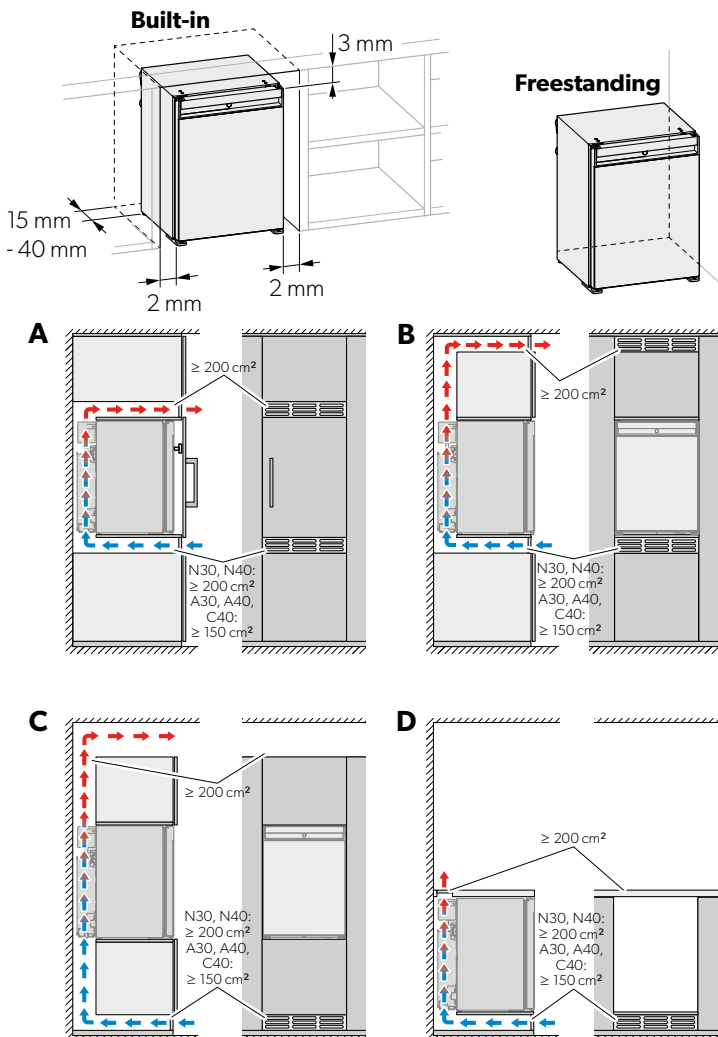 Built-in
3 mm
Freestanding
15 mm
- 40 mm
2 mm
2 mm
A
≥ 200 cm²
N30, N40:
≥ 200 cm²
A30, A40,
C40:
≥ 150 cm²
B
≥ 200 cm²
N30, N40:
≥ 200 cm²
A30, A40,
C40:
≥ 150 cm²
C
≥ 200 cm²
N30, N40:
≥ 200 cm²
A30, A40,
C40:
≥ 150 cm²
D
≥ 200 cm²
N30, N40:
≥ 200 cm²
A30, A40,
C40:
≥ 150 cm²